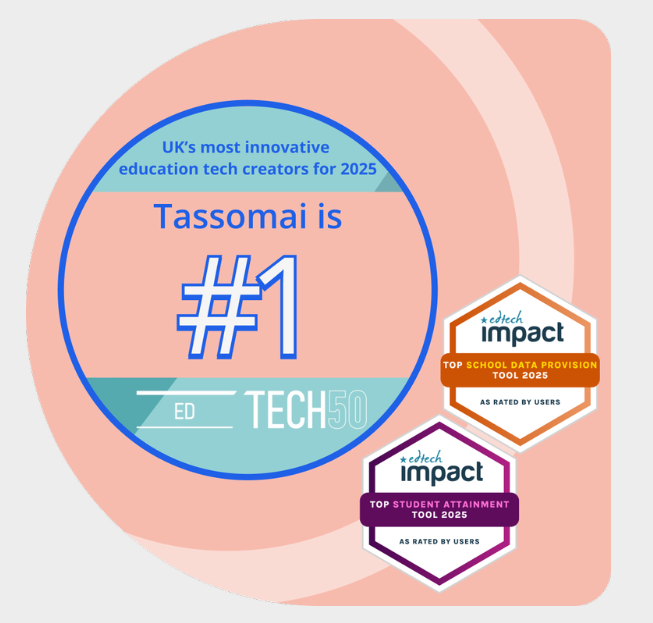 UK's most innovative
education tech creators for 2025
Tassomai is
#1
ED TECH50
edtech
impact
TOP SCHOOL DATA PROVISION
TOOL 2025
AS RATED BY USERS
edtech
impact
TOP STUDENT ATTAINMENT
TOOL 2025
AS RATED BY USERS